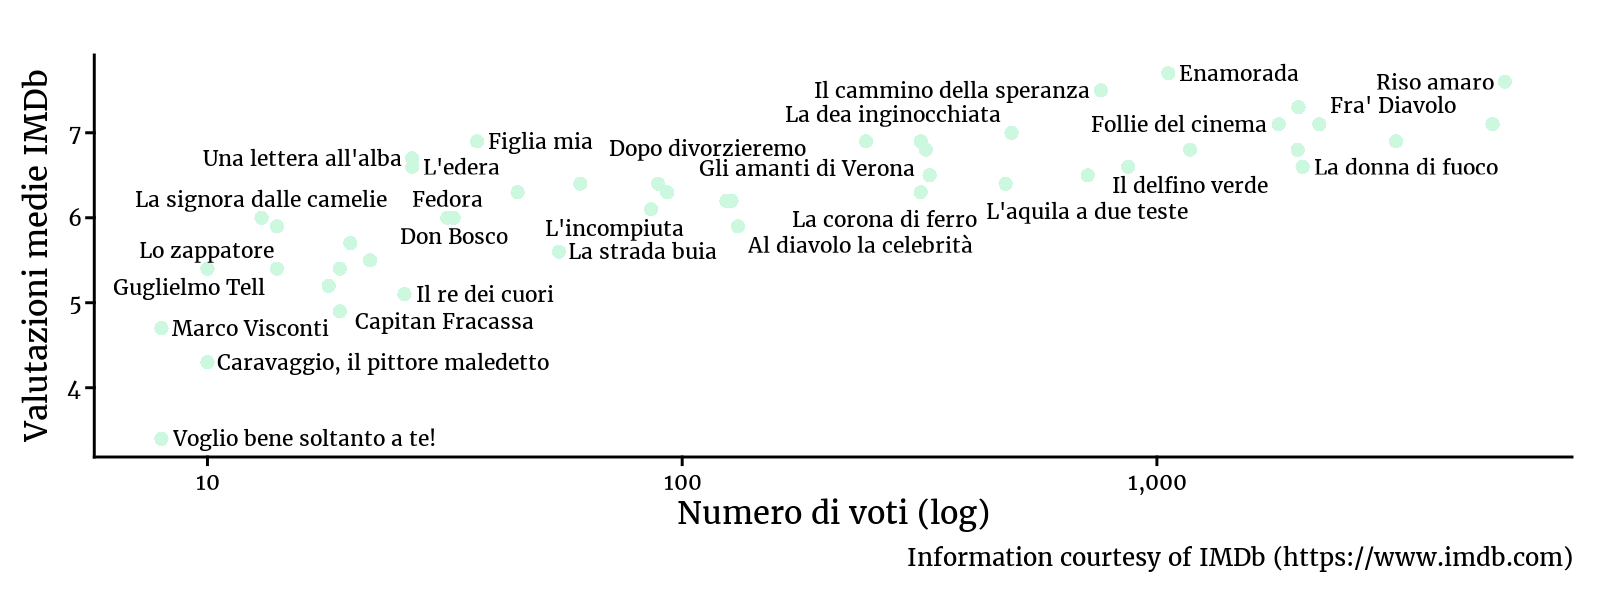 Valutazioni medie IMDb
7
6
5
4
Enamorada
Riso amaro
Il cammino della speranza
Fra' Diavolo
La dea inginocchiata
Follie del cinema
Figlia mia
Dopo divorzieremo
Una lettera all'alba
L'edera
Gli amanti di Verona
La donna di fuoco
Il delfino verde
La signora dalle camelie
Fedora
L'aquila a due teste
La corona di ferro
L'incompiuta
Don Bosco
Al diavolo la celebrità
Lo zappatore
La strada buia
Guglielmo Tell
Il re dei cuori
Capitan Fracassa
Marco Visconti
Caravaggio, il pittore maledetto
Voglio bene soltanto a te!
10
100
1,000
Numero di voti (log)
Information courtesy of IMDb (https://www.imdb.com)